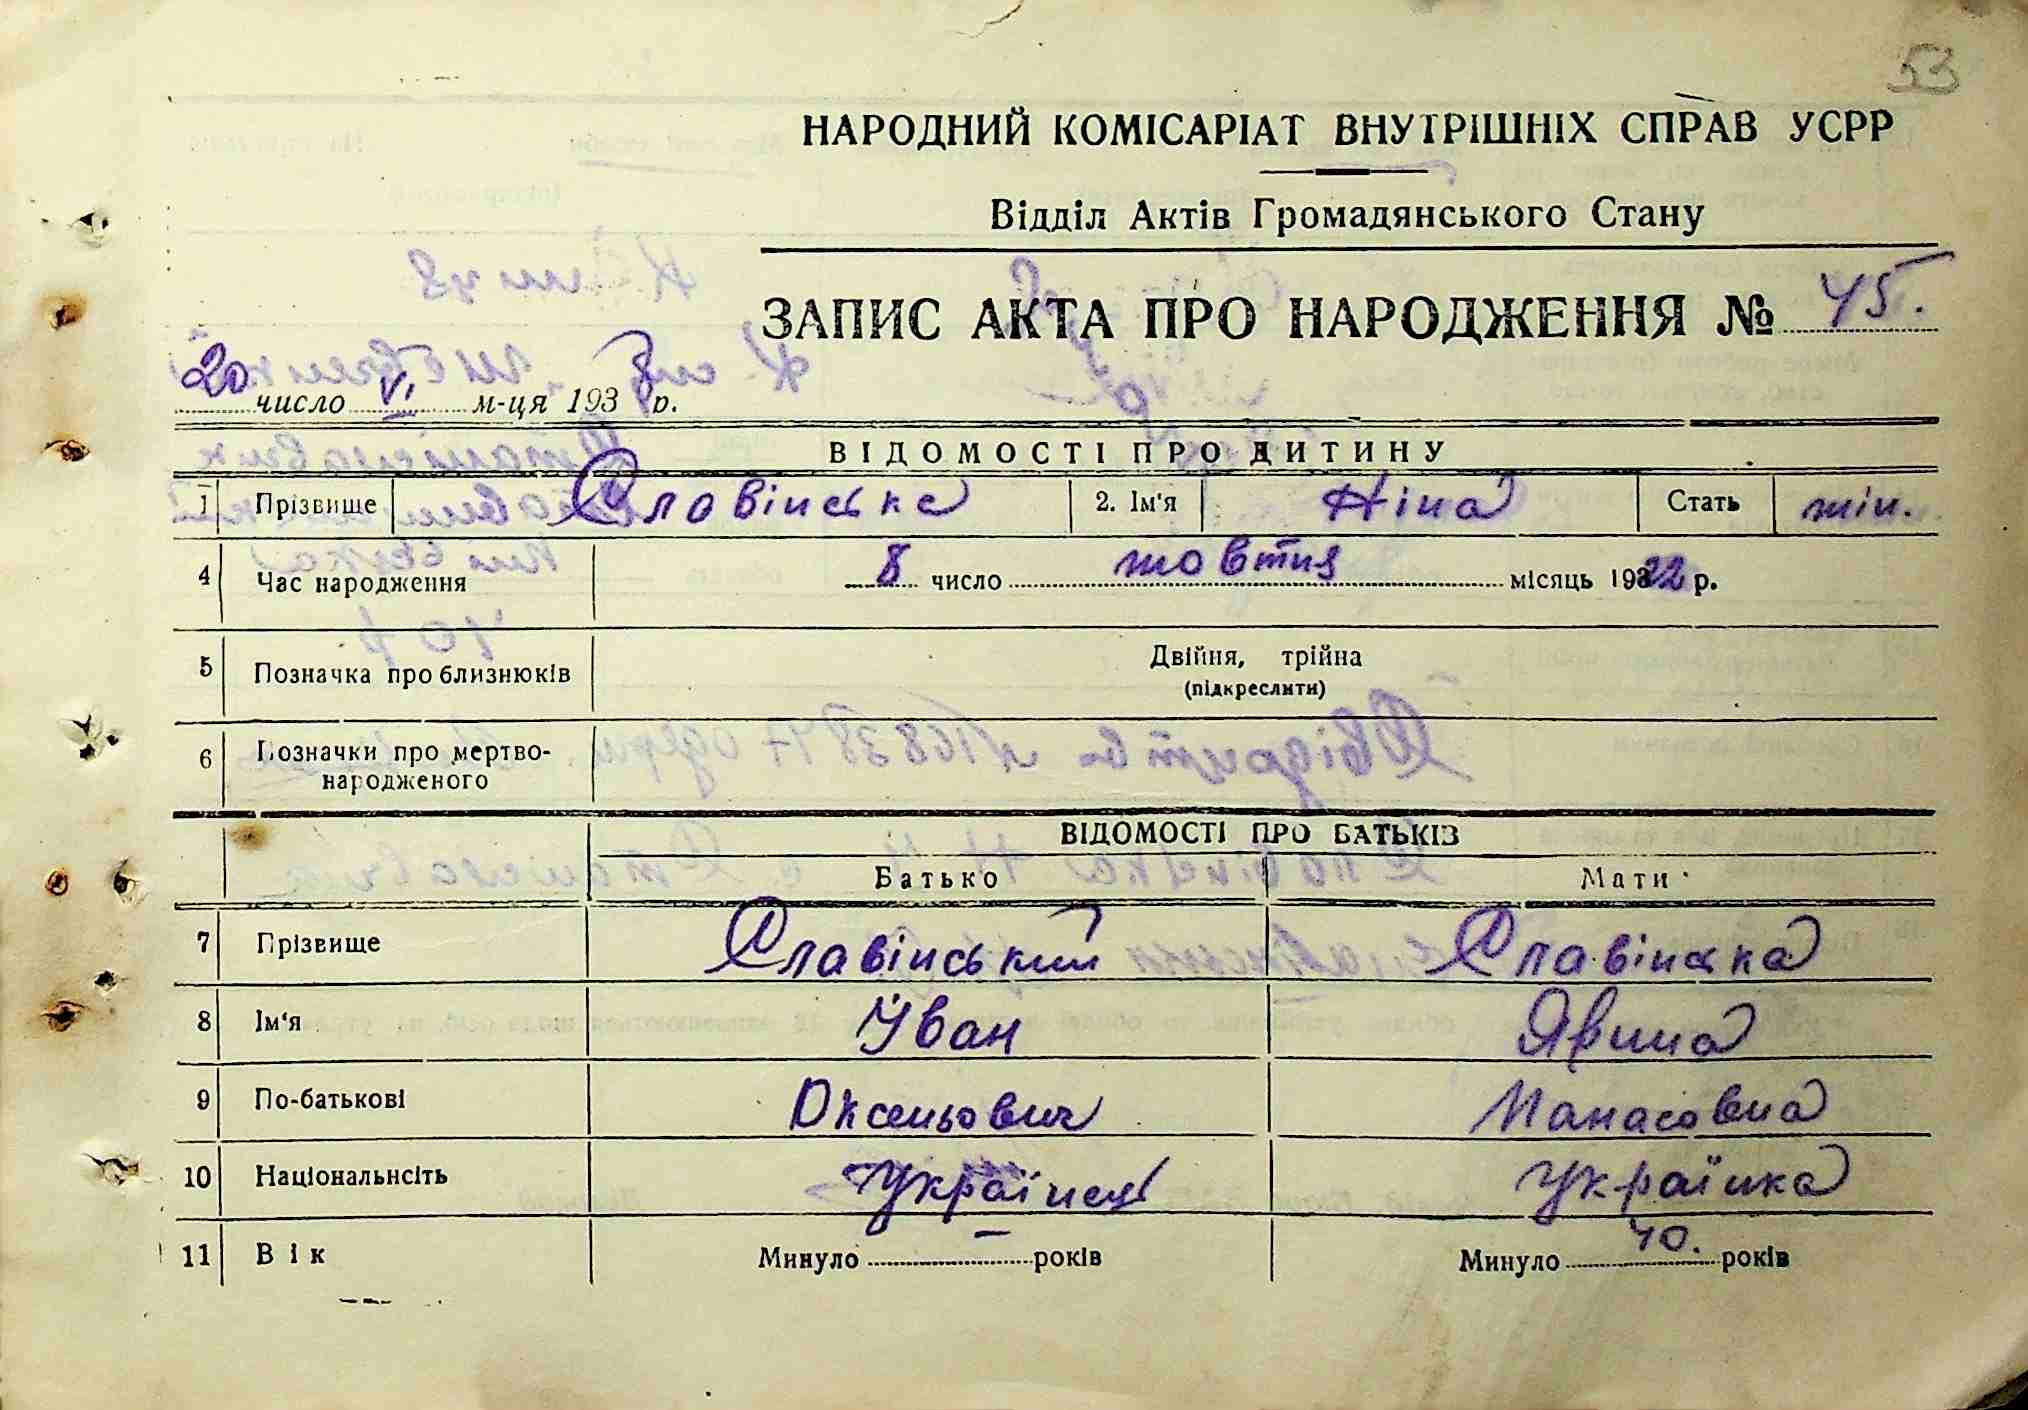 53
НАРОДНИЙ КОМІСАРІАТ ВНУТРІШНІХ СПРАВ УСРР
Відділ Актів Громадянського Стану
ЗАПИС АКТА ПРО НАРОДЖЕННЯ № 45.
20 число VI м-ця 1938 р.
ВІДОМОСТІ ПРО ДИТИНУ
1 Прізвище Славінська 2. Ім'я Ніна Стать жін.
4 Час народження 8 число жовтня місяць 1922 р.
5 Позначка про близнюків Двійня, трійна
(підкреслити)
6 Позначки про мертво-
народженого
ВІДОМОСТІ ПРО БАТЬКІВ
Батько Мати
7 Прізвище Славінський Славінська
8 Ім'я Іван Явина
9 По-батькові Оксеньович Манасовна
10 Національнсіть Українець Українка
11 Вік Минуло — років Минуло 40. років